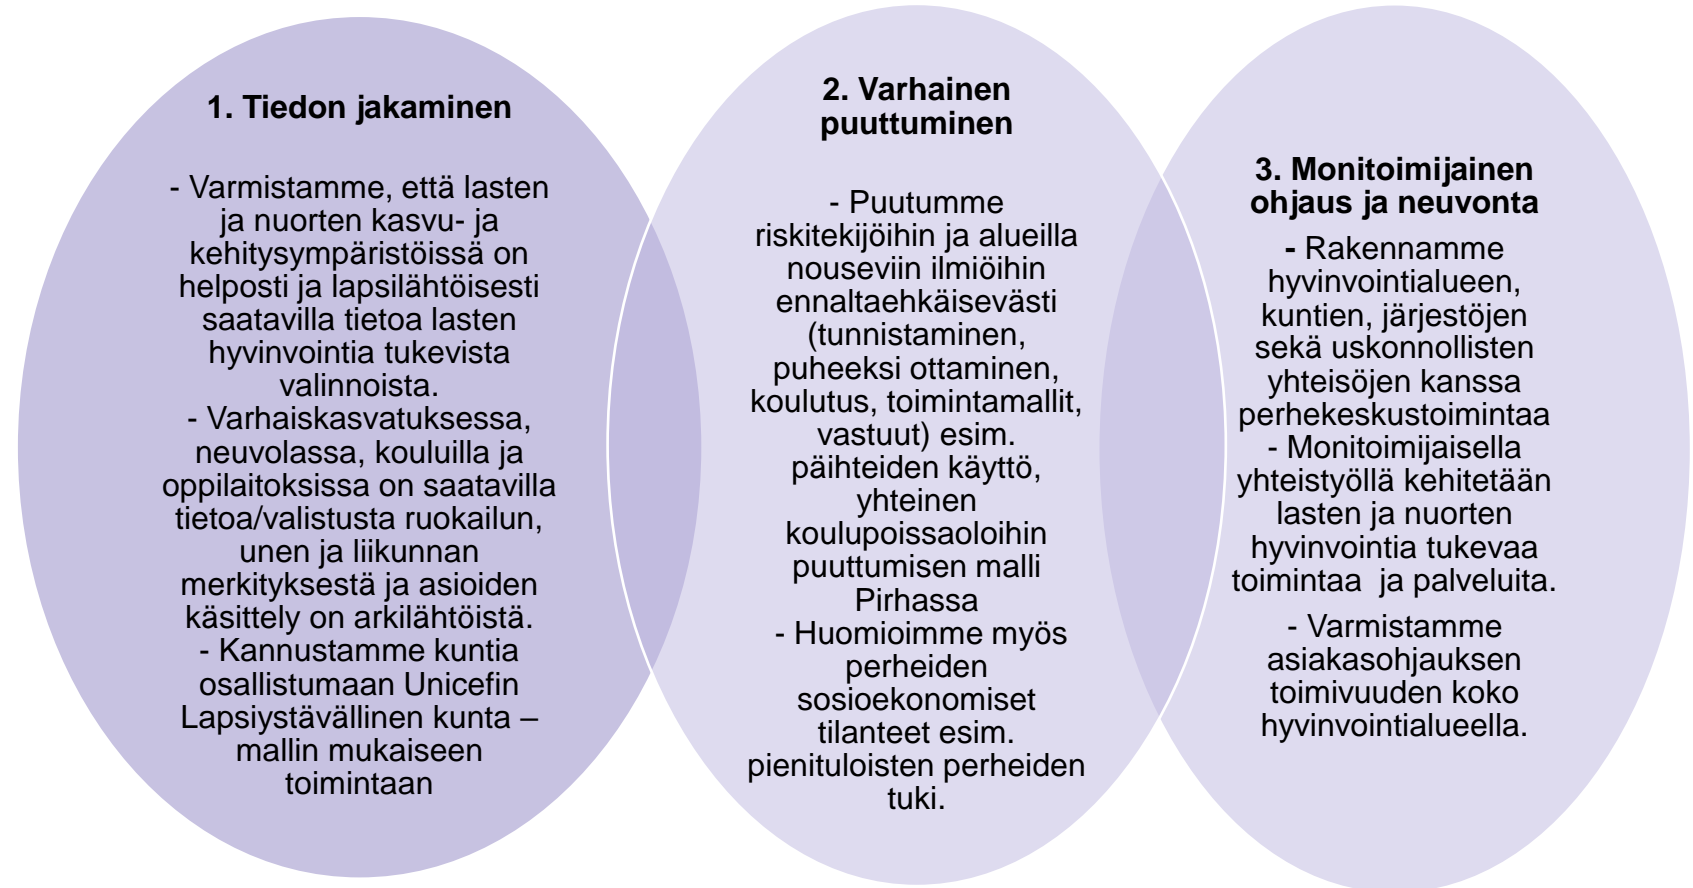 1. Tiedon jakaminen
- Varmistamme, että lasten
ja nuorten kasvu- ja
kehitysympäristöissä on
helposti ja lapsilähtöisesti
saatavilla tietoa lasten
hyvinvointia tukevista
valinnoista.
- Varhaiskasvatuksessa,
neuvolassa, kouluilla ja
oppilaitoksissa on saatavilla
tietoa/valistusta ruokailun,
unen ja liikunnan
merkityksestä ja asioiden
käsittely on arkilähtöistä.
- Kannustamme kuntia
osallistumaan Unicefin
Lapsiystävällinen kunta –
mallin mukaiseen
toimintaan
2. Varhainen
puuttuminen
- Puutumme
riskitekijöihin ja alueilla
nouseviin ilmiöihin
ennaltaehkäisevästi
(tunnistaminen,
puheeksi ottaminen,
koulutus, toimintamallit,
vastuut) esim.
päihteiden käyttö,
yhteinen
koulupoissaoloihin
puuttumisen malli
Pirhassa
- Huomioimme myös
perheiden
sosioekonomiset
tilanteet esim.
pienituloisten perheiden
tuki.
3. Monitoimijainen
ohjaus ja neuvonta
- Rakennamme
hyvinvointialueen,
kuntien, järjestöjen
sekä uskonnollisten
yhteisöjen kanssa
perhekeskustoimintaa
- Monitoimijaisella
yhteistyöllä kehitetään
lasten ja nuorten
hyvinvointia tukevaa
toimintaa ja palveluita.
- Varmistamme
asiakasohjauksen
toimivuuden koko
hyvinvointialueella.